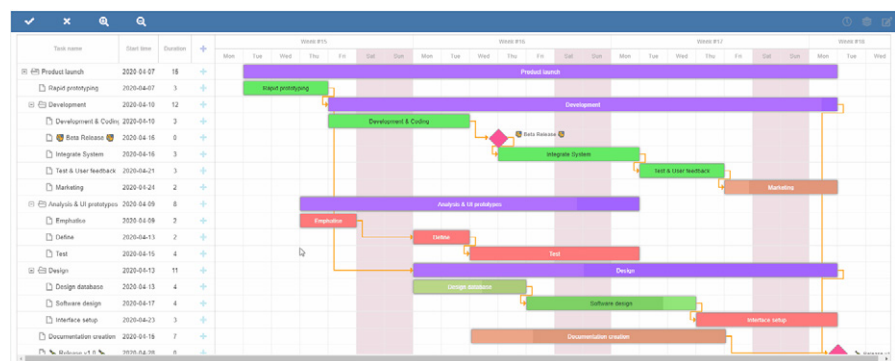 Week #15 Week #16 Week #17 Week #18
Task name Start time Duration
Mon Tue Wed Thu Fri Sat Sun Mon Tue Wed Thu Fri Sat Sun Mon Tue Wed Thu Fri Sat Sun Mon Tue Wed
Product launch 2020-04-07 Product launch
Rapid prototyping 2020-04-07 3 Rapid prototyping
Development 2020-04-10 12 Development
Development & Coding 2020-04-10 3 Development & Coding
Beta Release 2020-04-16 0 Beta Release
Integrate System 2020-04-16 3 Integrate System
Test & User feedback 2020-04-21 3 Test & User feedback
Marketing 2020-04-24 2 Marketing
Analysis & UI prototypes 2020-04-09 8 Analysis & UI prototypes
2020-04-09 2
Define 2020-04-13 2 Define
Test 2020-04-15 4 Test
Design 2020-04-13 11 Design
Design database 2020-04-13 4 Design database
Software design 2020-04-17 4 Software design
Interface setup 2020-04-23 3 Interface setup
Documentation creation 2020-04-18 7 Documentation creation
Release v1.0